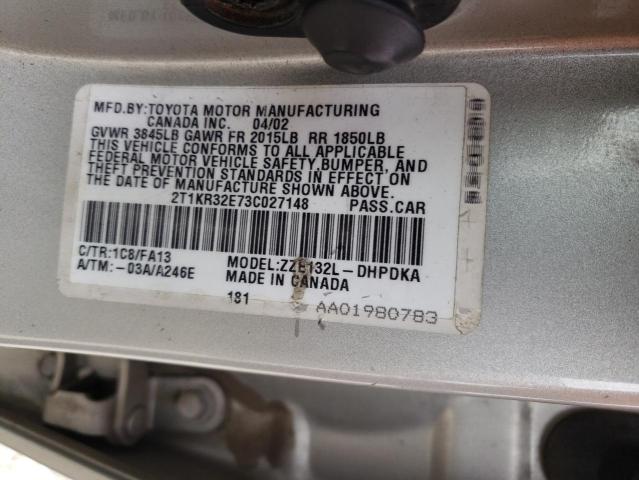 MFD.BY:TOYOTA MOTOR MANUFACTURING
CANADA INC. 04/02
GVWR 3845LB GAWR FR 2015LB RR 1850LB
THIS VEHICLE CONFORMS TO ALL APPLICABLE
FEDERAL MOTOR VEHICLE SAFETY,BUMPER, AND
THEFT PREVENTION STANDARDS IN EFFECT ON
THE DATE OF MANUFACTURE SHOWN ABOVE.
2T1KR32E73C027148 PASS.CAR
C/TR:1C8/FA13 MODEL:ZZE132L-DHPDKA
A/TM:-03A/A246E MADE IN CANADA
181 AA01980783